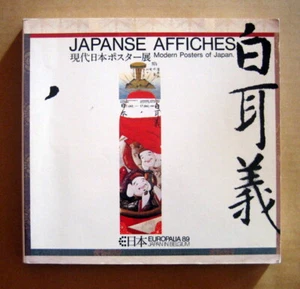 JAPANSE AFFICHES
現代日本ポスター展 Modern Posters of Japan.
白耳義
日本 EUROPALIA 89
JAPAN IN BELGIUM